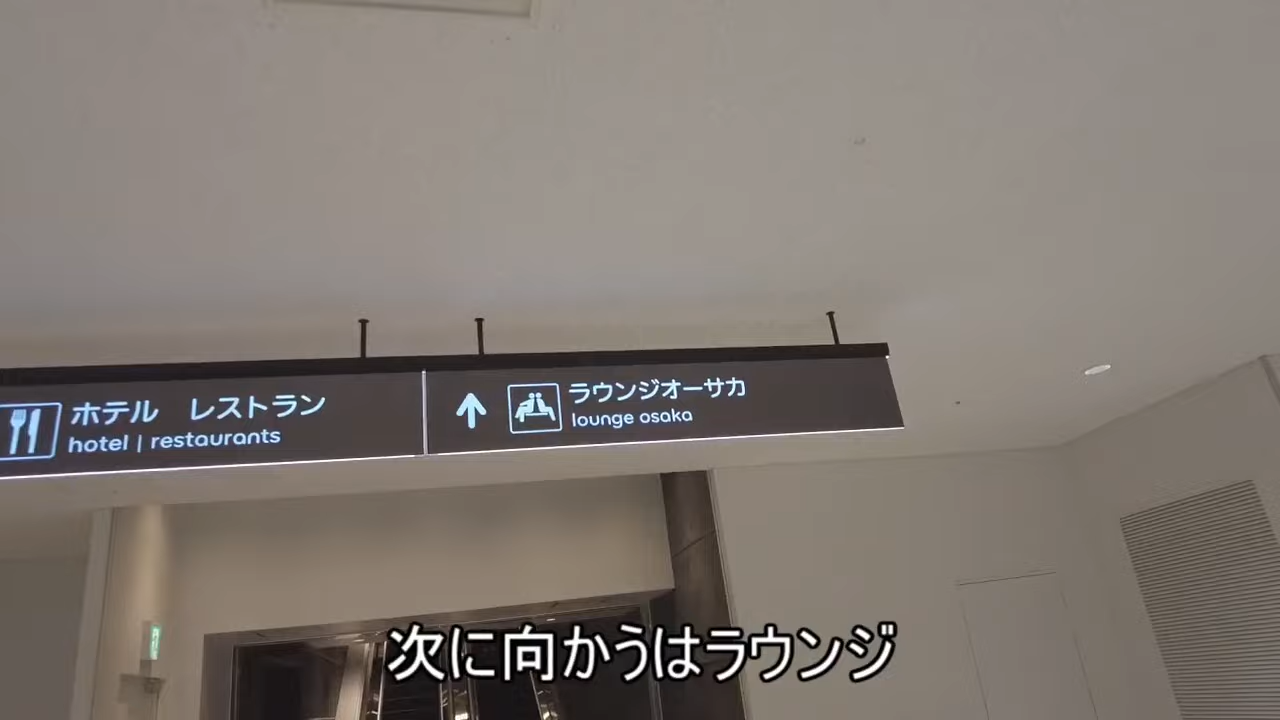 ホテル レストラン
hotel | restaurants
ラウンジオーサカ
lounge osaka
次に向かうはラウンジ